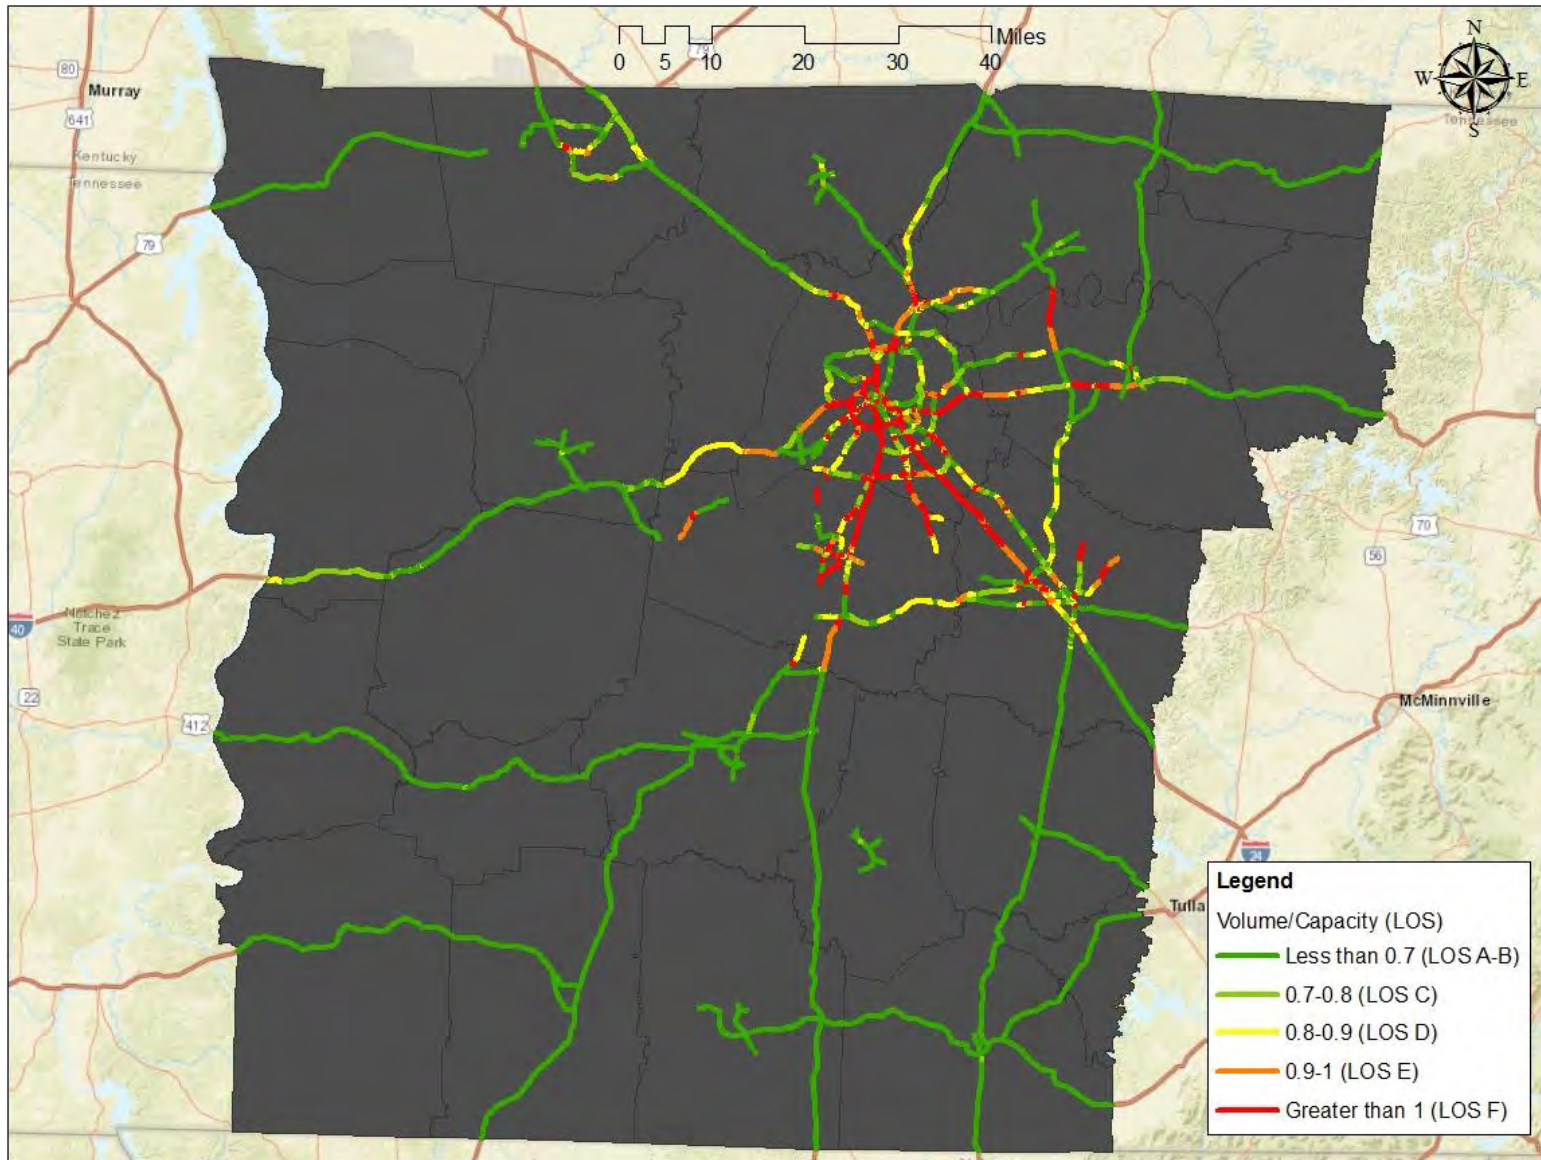 Miles
0 5 10 20 30 40
79
N
W E
S
80
Murray
641
Kentucky
Tennessee
Tennessee
79
70
56
Natchez
Trace
State Park
40
22
412
McMinnville
24
Tulla
Legend
Volume/Capacity (LOS)
Less than 0.7 (LOS A-B)
0.7-0.8 (LOS C)
0.8-0.9 (LOS D)
0.9-1 (LOS E)
Greater than 1 (LOS F)